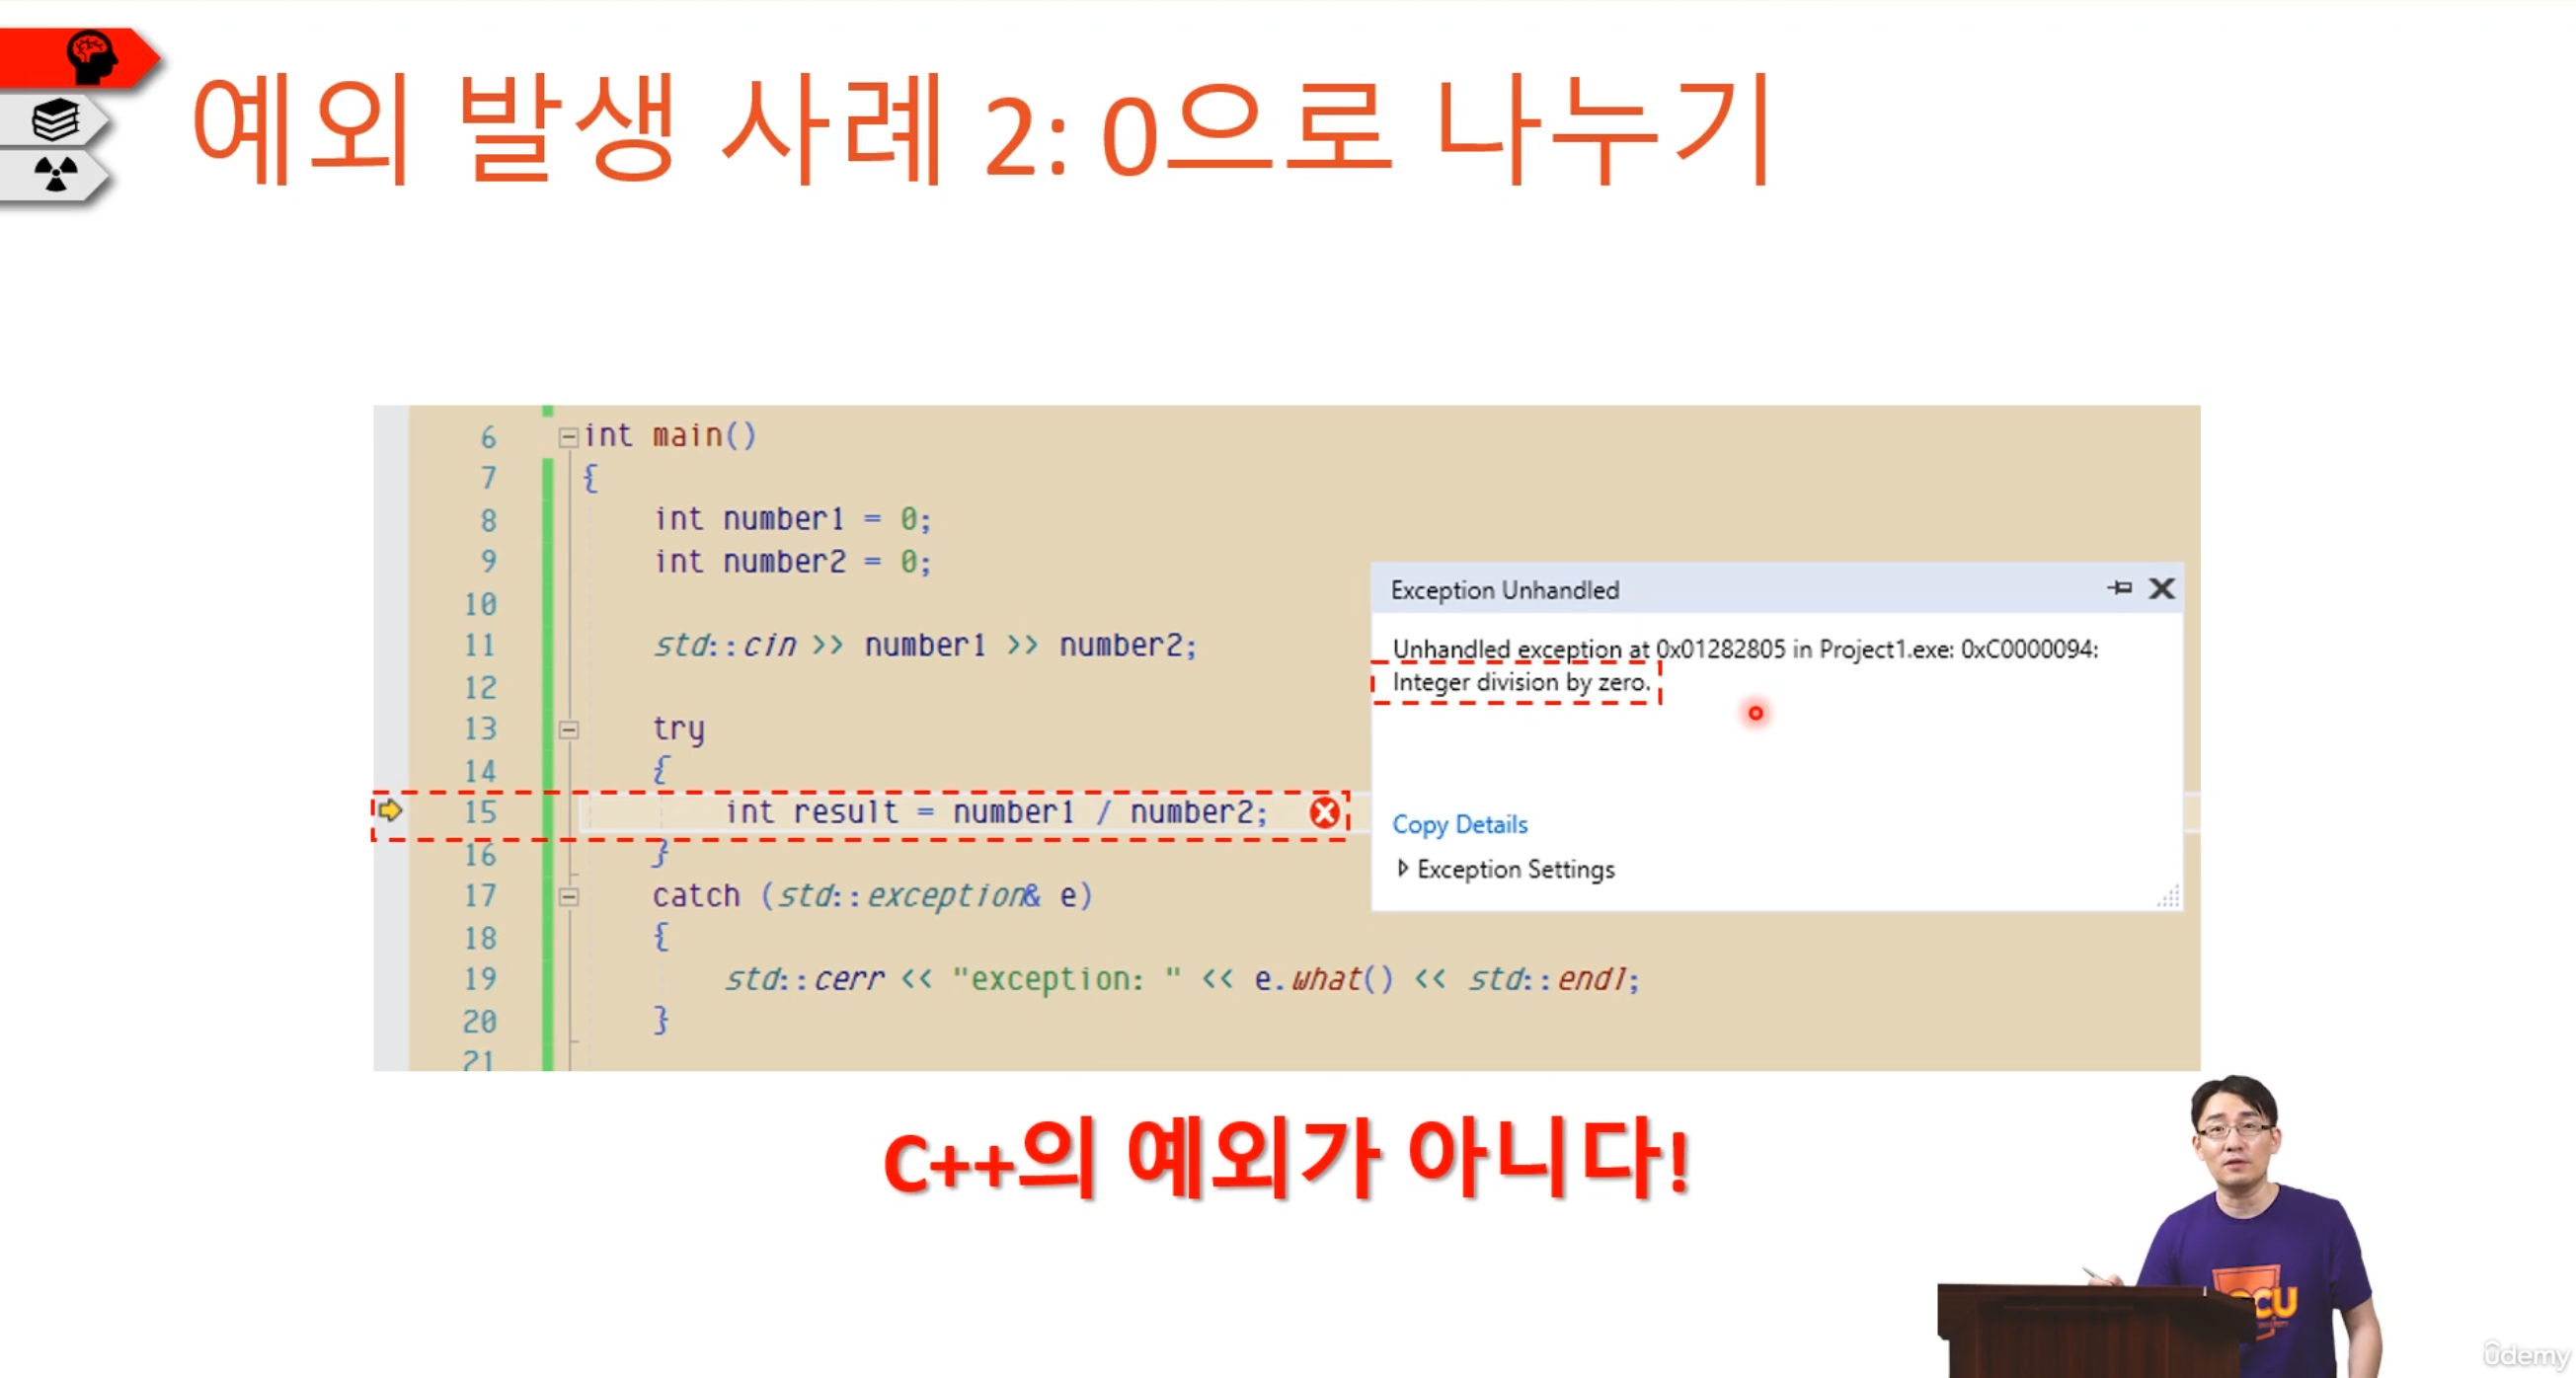 예외 발생 사례 2: 0으로 나누기
6 int main()
7 {
8 int number1 = 0;
9 int number2 = 0;
10
11 std::cin >> number1 >> number2;
12
13 try
14 {
15 int result = number1 / number2;
16 }
17 catch (std::exception& e)
18 {
19 std::cerr << "exception: " << e.what() << std::endl;
20 }
21
Exception Unhandled
Unhandled exception at 0x01282805 in Project1.exe: 0xC0000094:
Integer division by zero.
Copy Details
Exception Settings
C++의 예외가 아니다!
CU
ûdemy